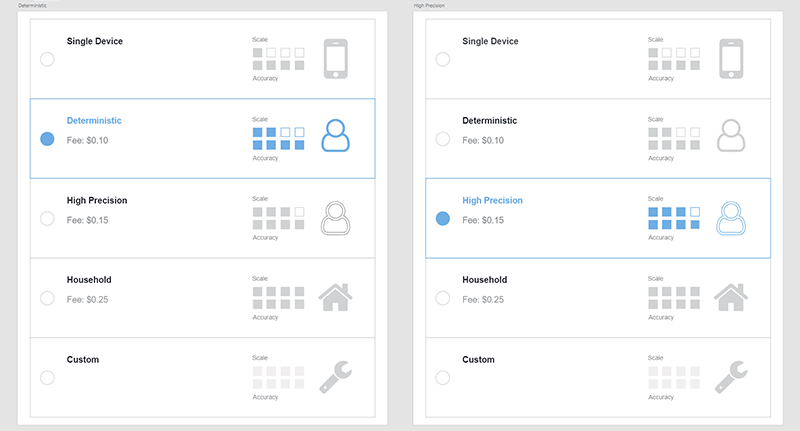 Deterministic
Single Device
Scale
Accuracy
Deterministic
Fee: $0.10
Scale
Accuracy
High Precision
Fee: $0.15
Scale
Accuracy
Household
Fee: $0.25
Scale
Accuracy
Custom
Scale
Accuracy
High Precision
Single Device
Scale
Accuracy
Deterministic
Fee: $0.10
Scale
Accuracy
High Precision
Fee: $0.15
Scale
Accuracy
Household
Fee: $0.25
Scale
Accuracy
Custom
Scale
Accuracy